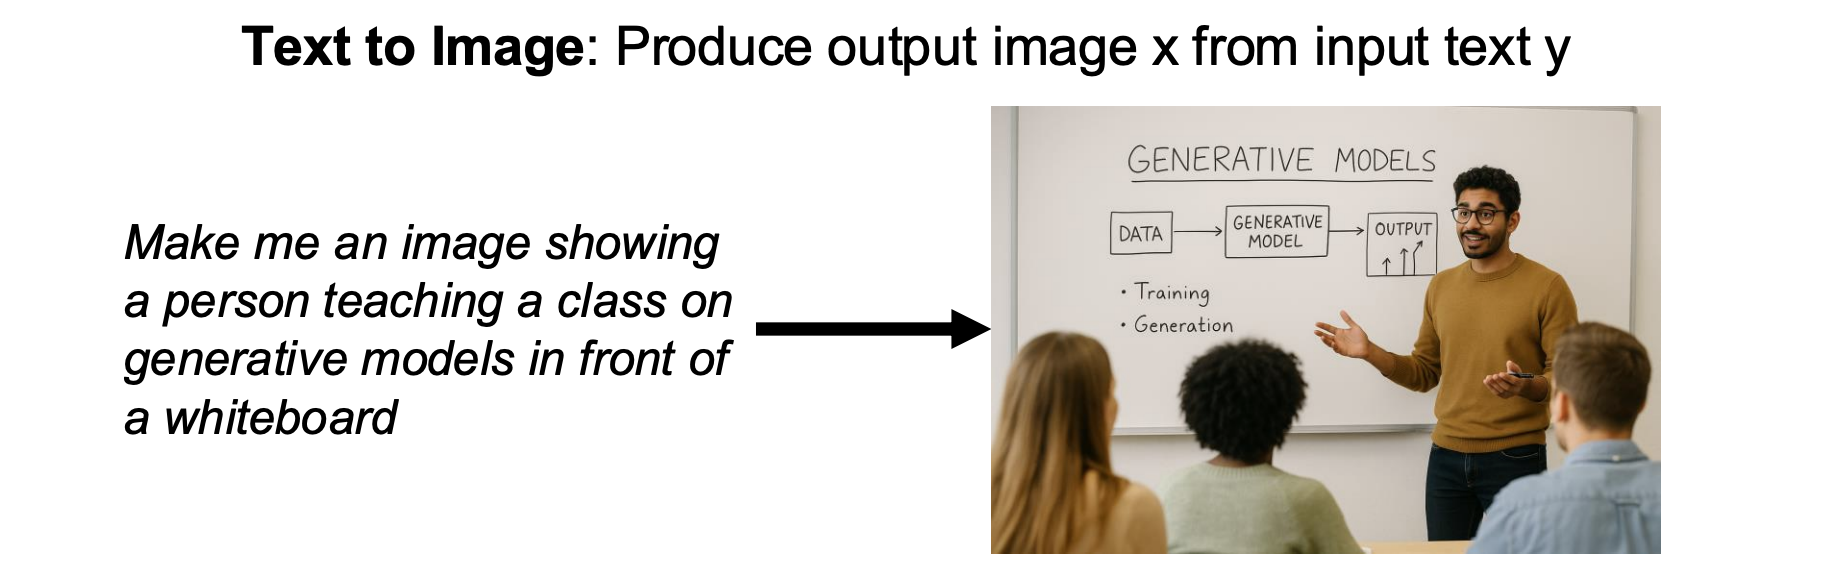 Text to Image: Produce output image x from input text y
Make me an image showing
a person teaching a class on
generative models in front of
a whiteboard
GENERATIVE MODELS
DATA
GENERATIVE
MODEL
OUTPUT
• Training
• Generation